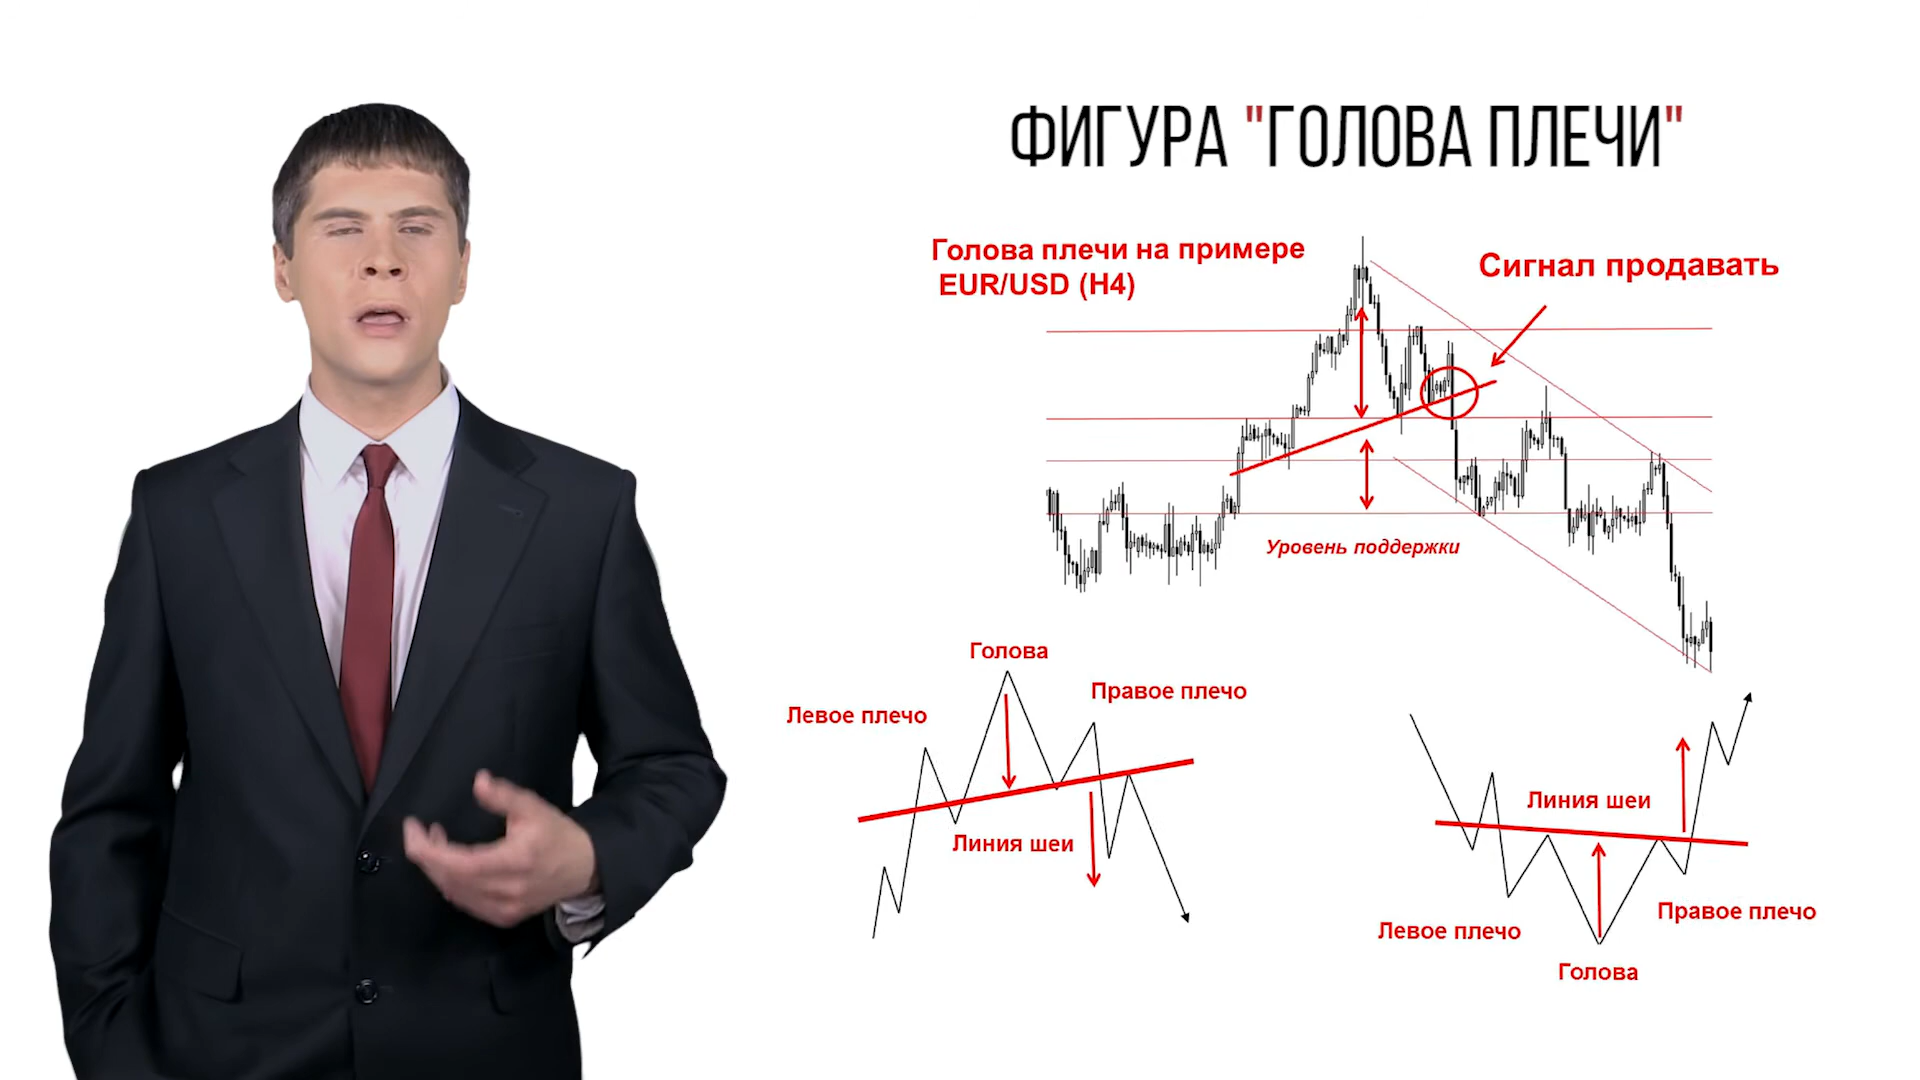 ФИГУРА "ГОЛОВА ПЛЕЧИ"
Голова плечи на примере
EUR/USD (H4)
Сигнал продавать
Уровень поддержки
Голова
Левое плечо
Правое плечо
Линия шеи
Линия шеи
Левое плечо
Правое плечо
Голова